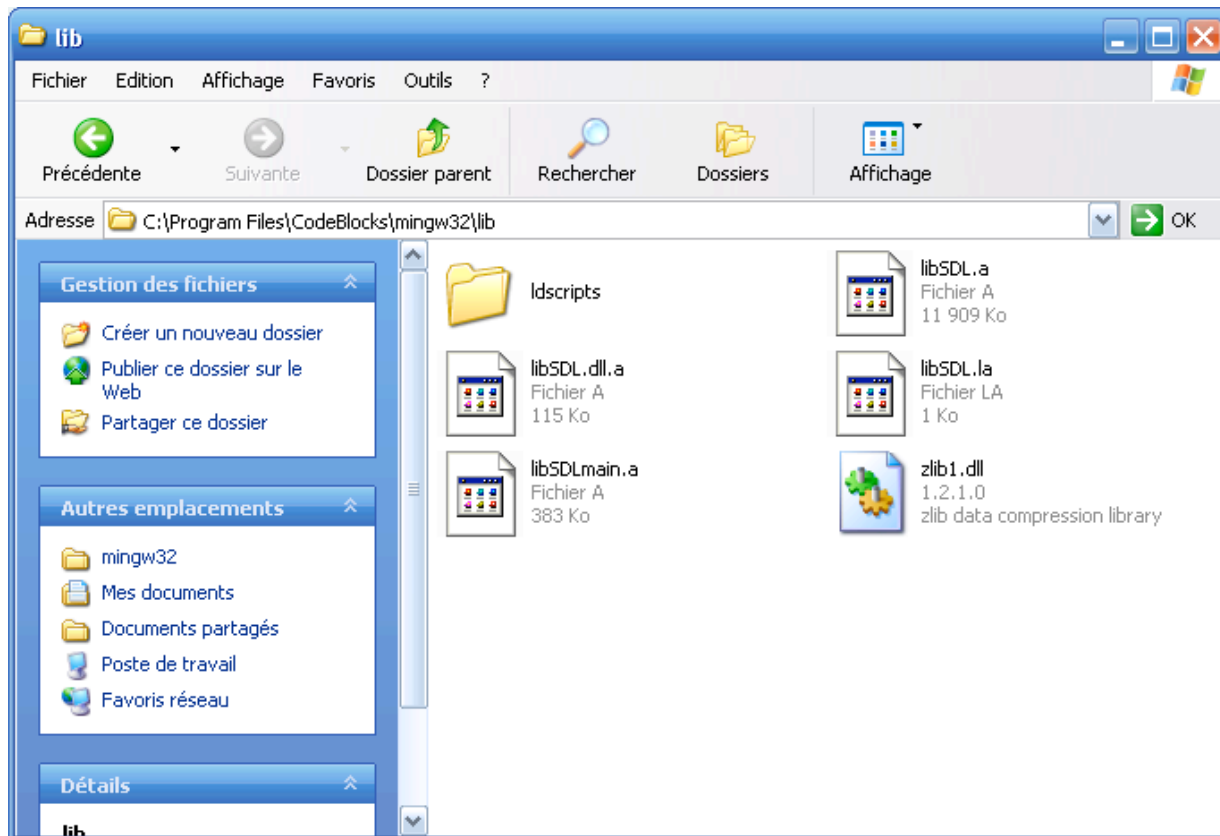 lib
Fichier Edition Affichage Favoris Outils ?
Précédente Suivante Dossier parent Rechercher Dossiers Affichage
Adresse C:\Program Files\CodeBlocks\mingw32\lib OK
Gestion des fichiers
Créer un nouveau dossier
Publier ce dossier sur le
Web
Partager ce dossier
Autres emplacements
mingw32
Mes documents
Documents partagés
Poste de travail
Favoris réseau
Détails
lib
ldscripts
libSDL.a
Fichier A
11 909 Ko
libSDL.dll.a
Fichier A
115 Ko
libSDL.la
Fichier LA
1 Ko
libSDLmain.a
Fichier A
383 Ko
zlib1.dll
1.2.1.0
zlib data compression library